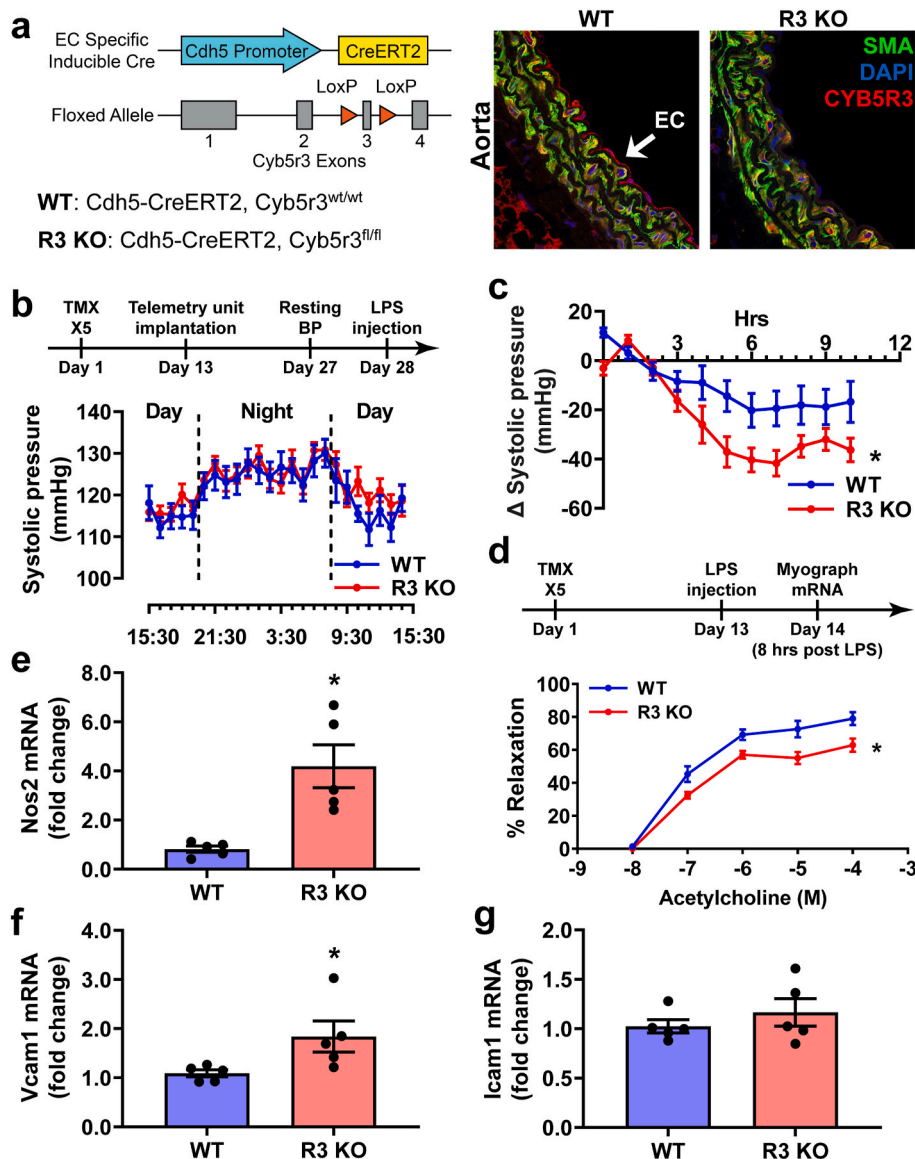 a
EC Specific
Inducible Cre
Cdh5 Promoter
CreERT2
LoxP
LoxP
Floxed Allele
1
2
3
4
Cyb5r3 Exons
WT: Cdh5-CreERT2, Cyb5r3wt/wt
R3 KO: Cdh5-CreERT2, Cyb5r3fl/fl
WT
R3 KO
Aorta
EC
SMA
DAPI
CYB5R3
b
TMX
X5
Telemetry unit
implantation
Resting
BP
LPS
injection
Day 1
Day 13
Day 27
Day 28
Day
Night
Day
Systolic pressure
(mmHg)
140
130
120
110
100
WT
R3 KO
15:30
21:30
3:30
9:30
15:30
c
Δ Systolic pressure
(mmHg)
Hrs
20
0
-20
-40
-60
3
6
9
12
*
WT
R3 KO
d
TMX
X5
LPS
injection
Myograph
mRNA
Day 1
Day 13
Day 14
(8 hrs post LPS)
% Relaxation
100
80
60
40
20
0
WT
R3 KO
*
-9
-8
-7
-6
-5
-4
-3
Acetylcholine (M)
e
Nos2 mRNA
(fold change)
8.0
6.0
4.0
2.0
0.0
*
WT
R3 KO
f
Vcam1 mRNA
(fold change)
4.0
3.0
2.0
1.0
0.0
*
WT
R3 KO
g
Icam1 mRNA
(fold change)
2.0
1.5
1.0
0.5
0.0
WT
R3 KO